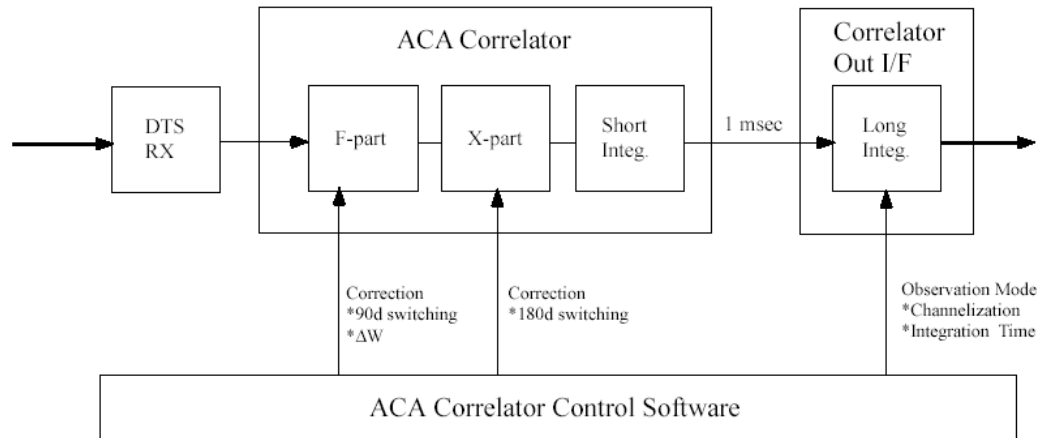 ACA Correlator
Correlator
Out I/F
DTS
RX
F-part
X-part
Short
Integ.
1 msec
Long
Integ.
Correction
*90d switching
*ΔW
Correction
*180d switching
Observation Mode
*Channelization
*Integration Time
ACA Correlator Control Software